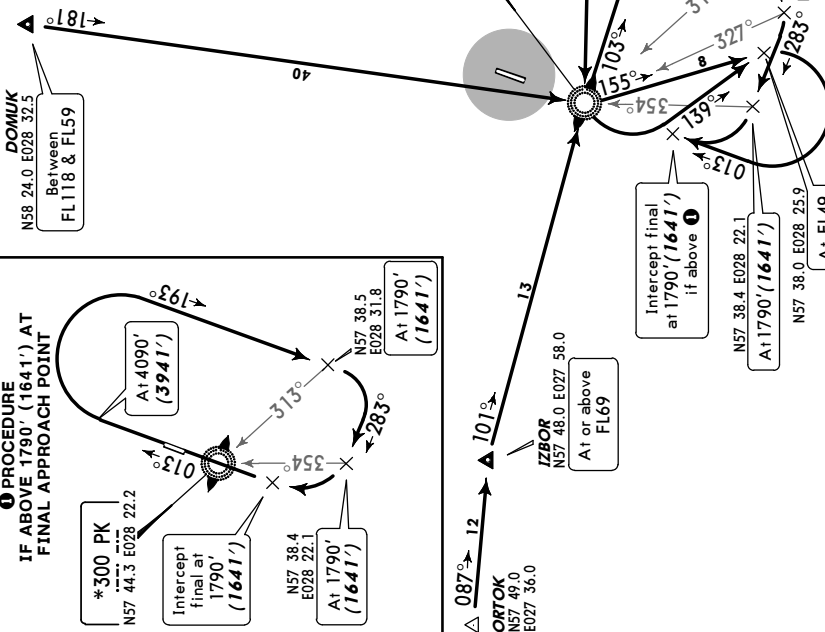 DOMUK
N58 24.0 E028 32.5
Between
FL118 & FL59
181°
40
103°
155°
8
327°
283°
354°
139°
013°
Intercept final
at 1790' (1641')
if above ❶
N57 38.4 E028 22.1
At 1790' (1641')
N57 38.0 E028 25.9
At FL49
13
101°
IZBOR
N57 48.0 E027 58.0
At or above
FL69
12
087°
ORTOK
N57 49.0
E027 36.0
❶ PROCEDURE
IF ABOVE 1790' (1641') AT
FINAL APPROACH POINT
193°
At 4090'
(3941')
N57 38.5
E028 31.8
At 1790'
(1641')
313°
283°
354°
013°
*300 PK
N57 44.3 E028 22.2
Intercept
final at
1790'
(1641')
N57 38.4
E028 22.1
At 1790'
(1641')